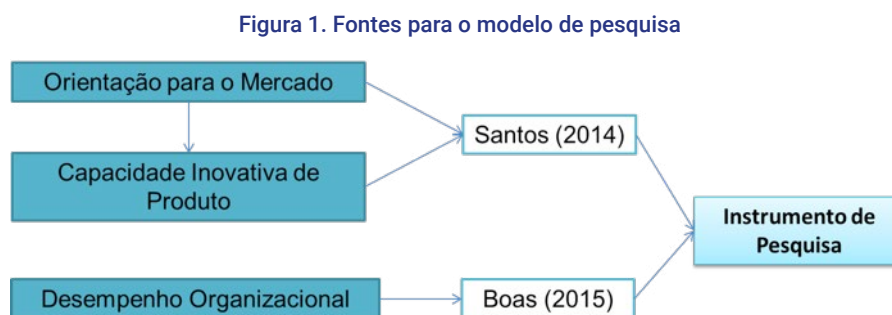 Figura 1. Fontes para o modelo de pesquisa
Orientação para o Mercado
Santos (2014)
Capacidade Inovativa de
Produto
Instrumento de
Pesquisa
Desempenho Organizacional
Boas (2015)